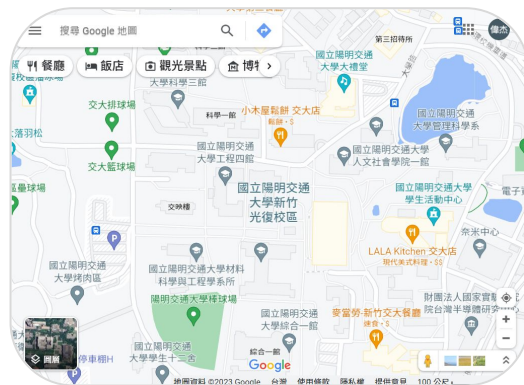 搜尋 Google 地圖
偉杰
第三招待所
餐廳
飯店
觀光景點
國立陽明交通
大學大禮堂
大學科學三館
交大排球場
科學一館
小木屋鬆餅 交大店
鬆餅・$
國立陽明交通
大學管理科學系
國立陽明交通
大學工程四館
國立陽明交通大學
人文社會學院一館
交大籃球場
國立陽明交通
大學新竹
光復校區
國立陽明交通大學
學生活動中心
交映樓
奈米中心
LALA Kitchen 交大店
現代美式料理・$$
國立陽明交通
大學烤肉區
國立陽明交通大學材料
科學與工程學系所
陽明交通大學棒球場
國立陽明交通
大學綜合一館
麥當勞-新竹交大餐廳
速食・$
財團法人國家實驗
院台灣半導體研究
圖層
停車棚H
國立陽明交通
大學學生十二舍
綜合一館
Google
地圖資料 ©2023 Google 台灣 使用條款 隱私權 提供意見 100 公尺